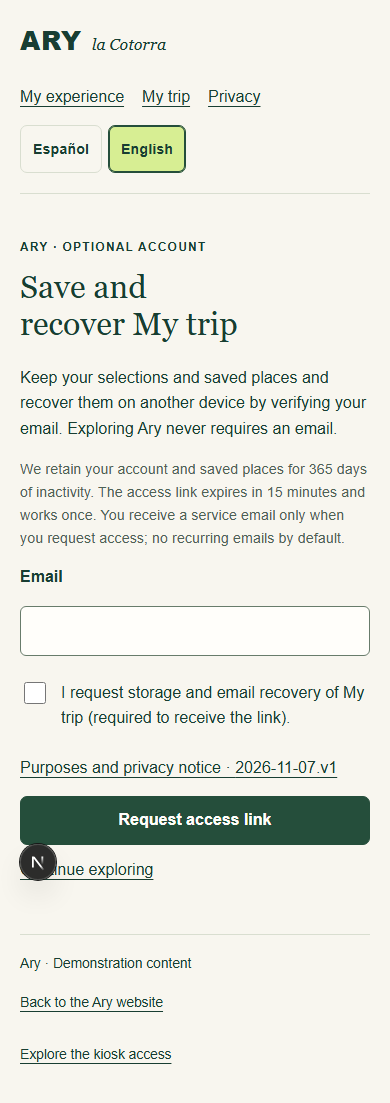 ARY la Cotorra
My experience My trip Privacy
Español English
ARY · OPTIONAL ACCOUNT
Save and
recover My trip
Keep your selections and saved places and
recover them on another device by verifying your
email. Exploring Ary never requires an email.
We retain your account and saved places for 365 days
of inactivity. The access link expires in 15 minutes and
works once. You receive a service email only when
you request access; no recurring emails by default.
Email
I request storage and email recovery of My
trip (required to receive the link).
Purposes and privacy notice · 2026-11-07.v1
Request access link
N
exploring
Ary · Demonstration content
Back to the Ary website
Explore the kiosk access